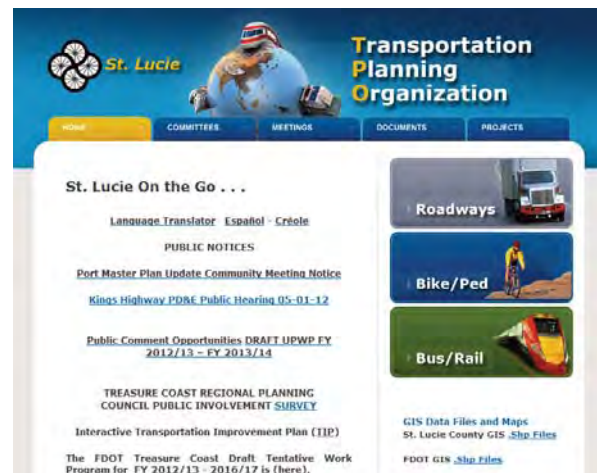 St. Lucie
Transportation
Planning
Organization
HOME
COMMITTEES
MEETINGS
DOCUMENTS
PROJECTS
St. Lucie On the Go . . .
Language Translator Español - Créole
PUBLIC NOTICES
Port Master Plan Update Community Meeting Notice
Kings Highway PD&E Public Hearing 05-01-12
Public Comment Opportunities DRAFT UPWP FY
2012/13 – FY 2013/14
TREASURE COAST REGIONAL PLANNING
COUNCIL PUBLIC INVOLVEMENT SURVEY
Interactive Transportation Improvement Plan (TIP)
The FDOT Treasure Coast Draft Tentative Work
Program for FY 2012/13 - 2016/17 is (here).
Roadways
Bike/Ped
Bus/Rail
GIS Data Files and Maps
St. Lucie County GIS .Shp Files
FDOT GIS .Shp Files